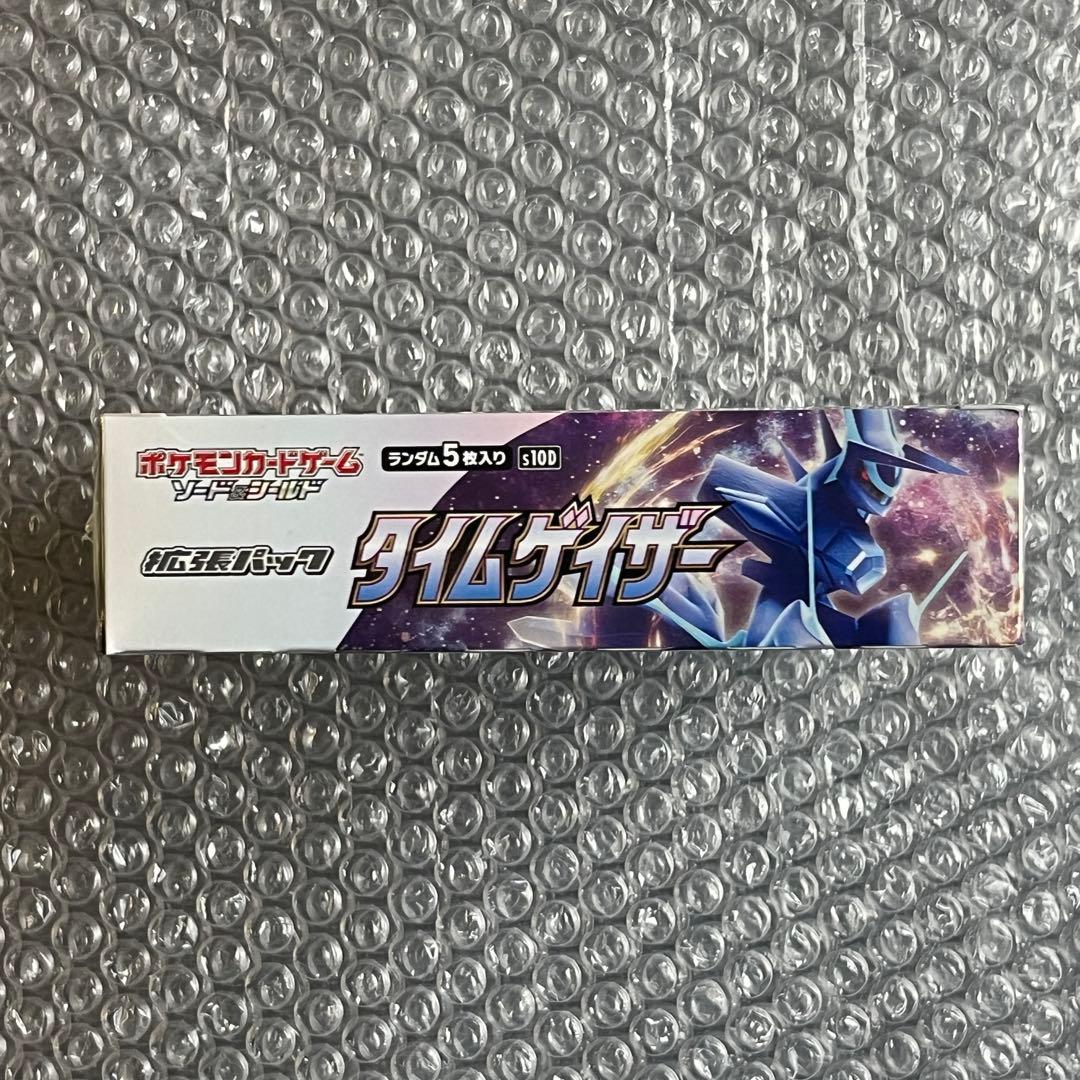 ポケモンカードゲーム
ソード&シールド
ランダム5枚入り s10D
拡張パック
タイムゲイザー